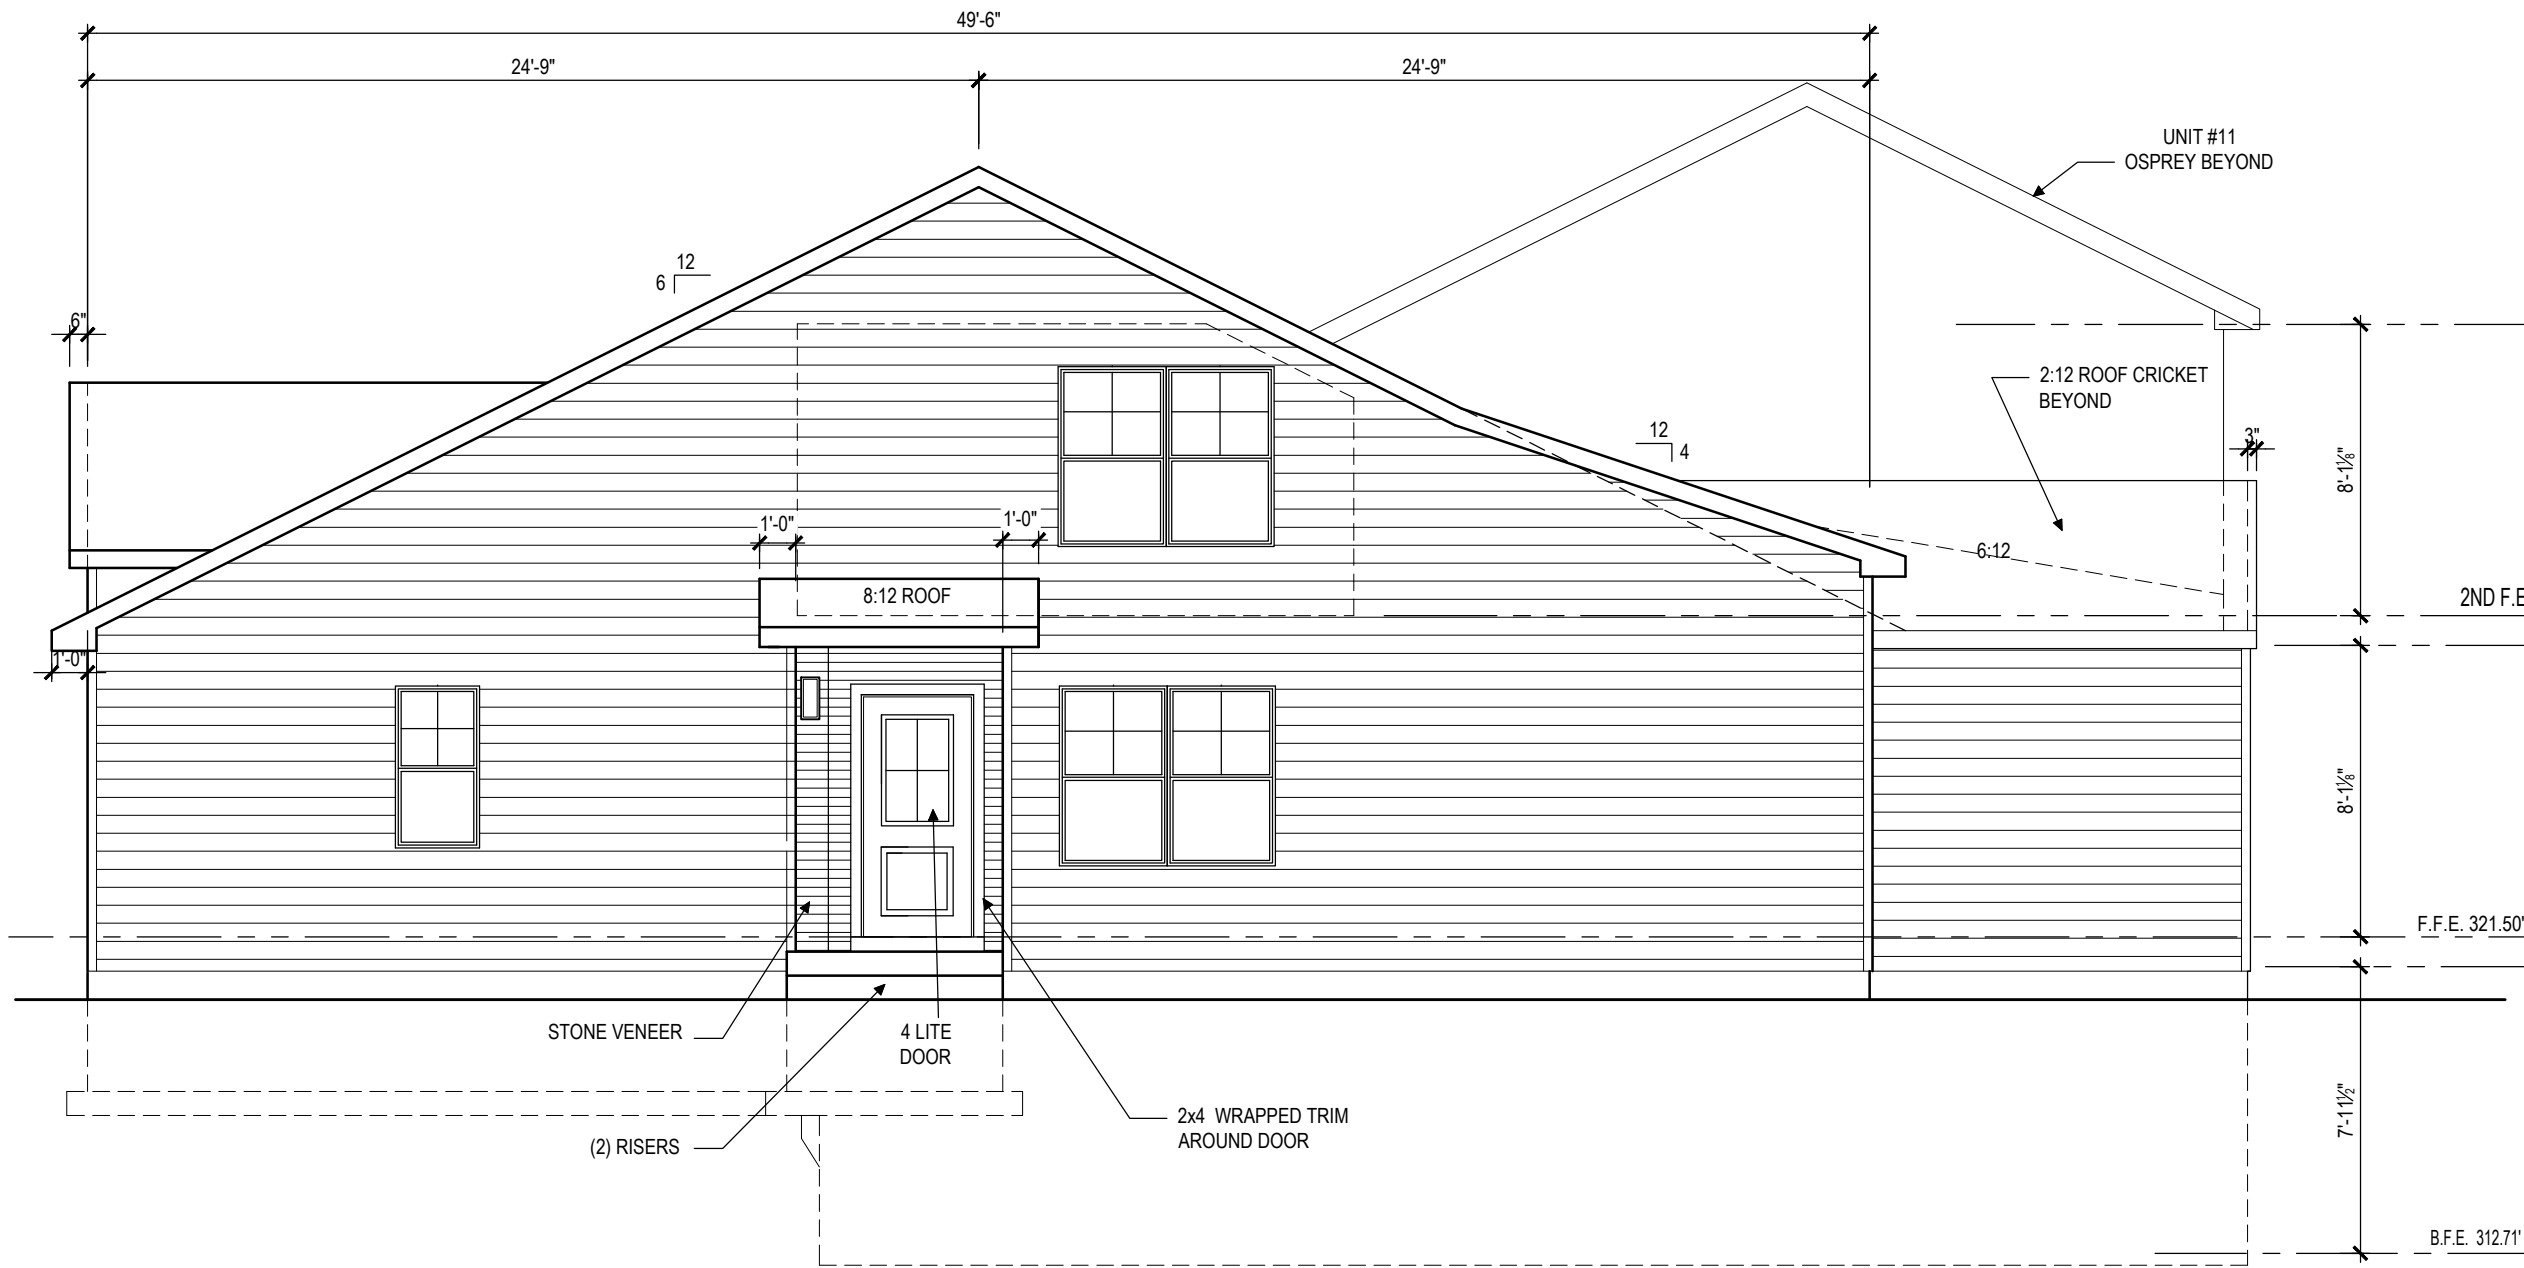 49'-6"
24'-9"
24'-9"
UNIT #11
OSPREY BEYOND
12
6
6"
2:12 ROOF CRICKET
BEYOND
12
4
3"
8'-1⅛"
1'-0"
1'-0"
6:12
8:12 ROOF
2ND F.E
1'-0"
8'-1⅛"
F.F.E. 321.50'
STONE VENEER
4 LITE
DOOR
2x4 WRAPPED TRIM
AROUND DOOR
(2) RISERS
7'-11½"
B.F.E. 312.71'